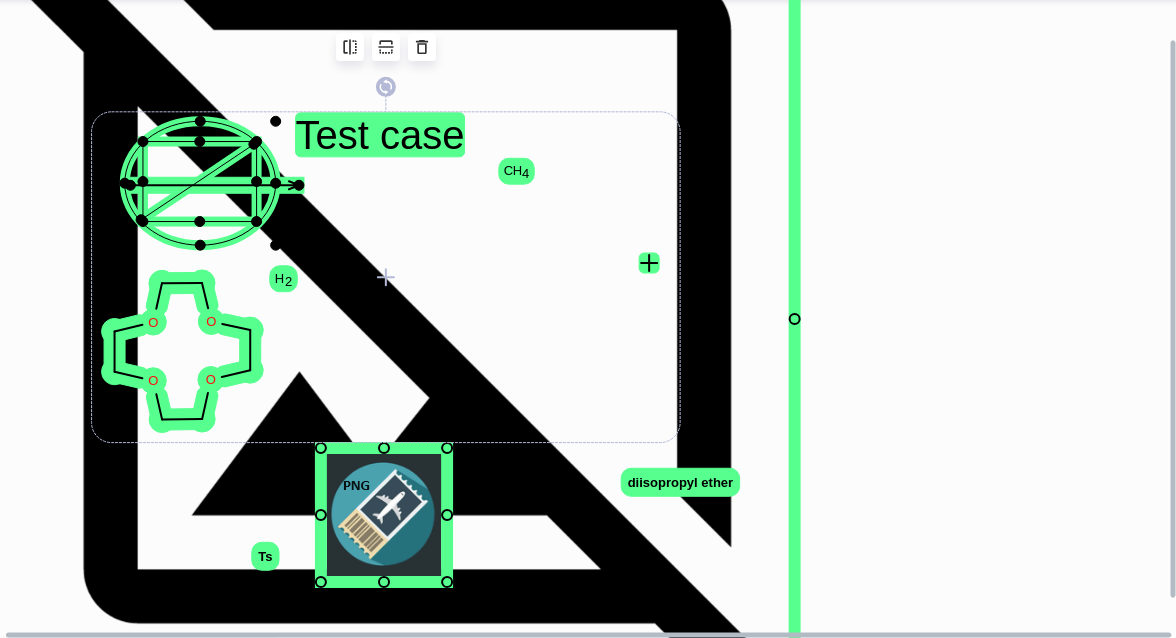 Test case
CH4
+
H2
O
O
O
O
diisopropyl ether
PNG
Ts